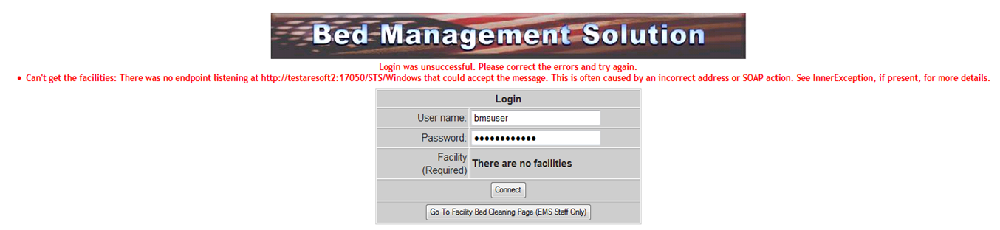 Bed Management Solution
Login was unsuccessful. Please correct the errors and try again.
• Can't get the facilities: There was no endpoint listening at http://testaresoft2:17050/STS/Windows that could accept the message. This is often caused by an incorrect address or SOAP action. See InnerException, if present, for more details.
Login
User name: bmsuser
Password: ••••••••••••
Facility
(Required) There are no facilities
Connect
Go To Facility Bed Cleaning Page (EMS Staff Only)